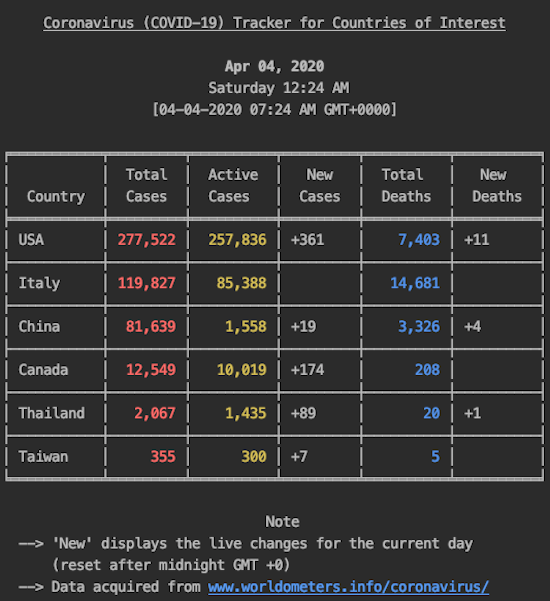 Coronavirus (COVID-19) Tracker for Countries of Interest
Apr 04, 2020
Saturday 12:24 AM
[04-04-2020 07:24 AM GMT+0000]
Total Active New Total New
Country Cases Cases Cases Deaths Deaths
USA 277,522 257,836 +361 7,403 +11
Italy 119,827 85,388 14,681
China 81,639 1,558 +19 3,326 +4
Canada 12,549 10,019 +174 208
Thailand 2,067 1,435 +89 20 +1
Taiwan 355 300 +7 5
Note
--> 'New' displays the live changes for the current day
(reset after midnight GMT +0)
--> Data acquired from www.worldometers.info/coronavirus/